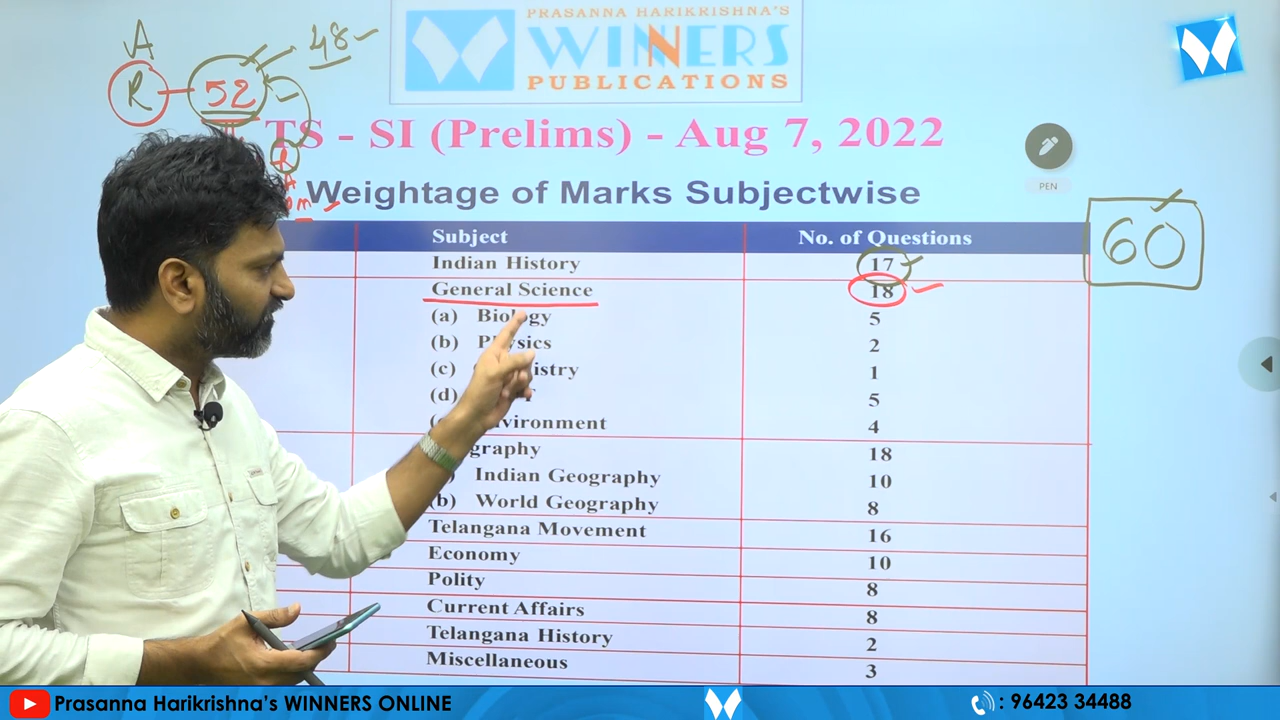 A
R - 52 48
PRASANNA HARIKRISHNA'S
WINNERS
PUBLICATIONS
TS - SI (Prelims) - Aug 7, 2022
Weightage of Marks Subjectwise
PEN
60
Subject No. of Questions
Indian History 17
General Science 18
(a) Biology 5
(b) Physics 2
(c) istry 1
(d) 5
vironment 4
graphy 18
Indian Geography 10
(b) World Geography 8
Telangana Movement 16
Economy 10
Polity 8
Current Affairs 8
Telangana History 2
Miscellaneous 3
Prasanna Harikrishna's WINNERS ONLINE : 96423 34488